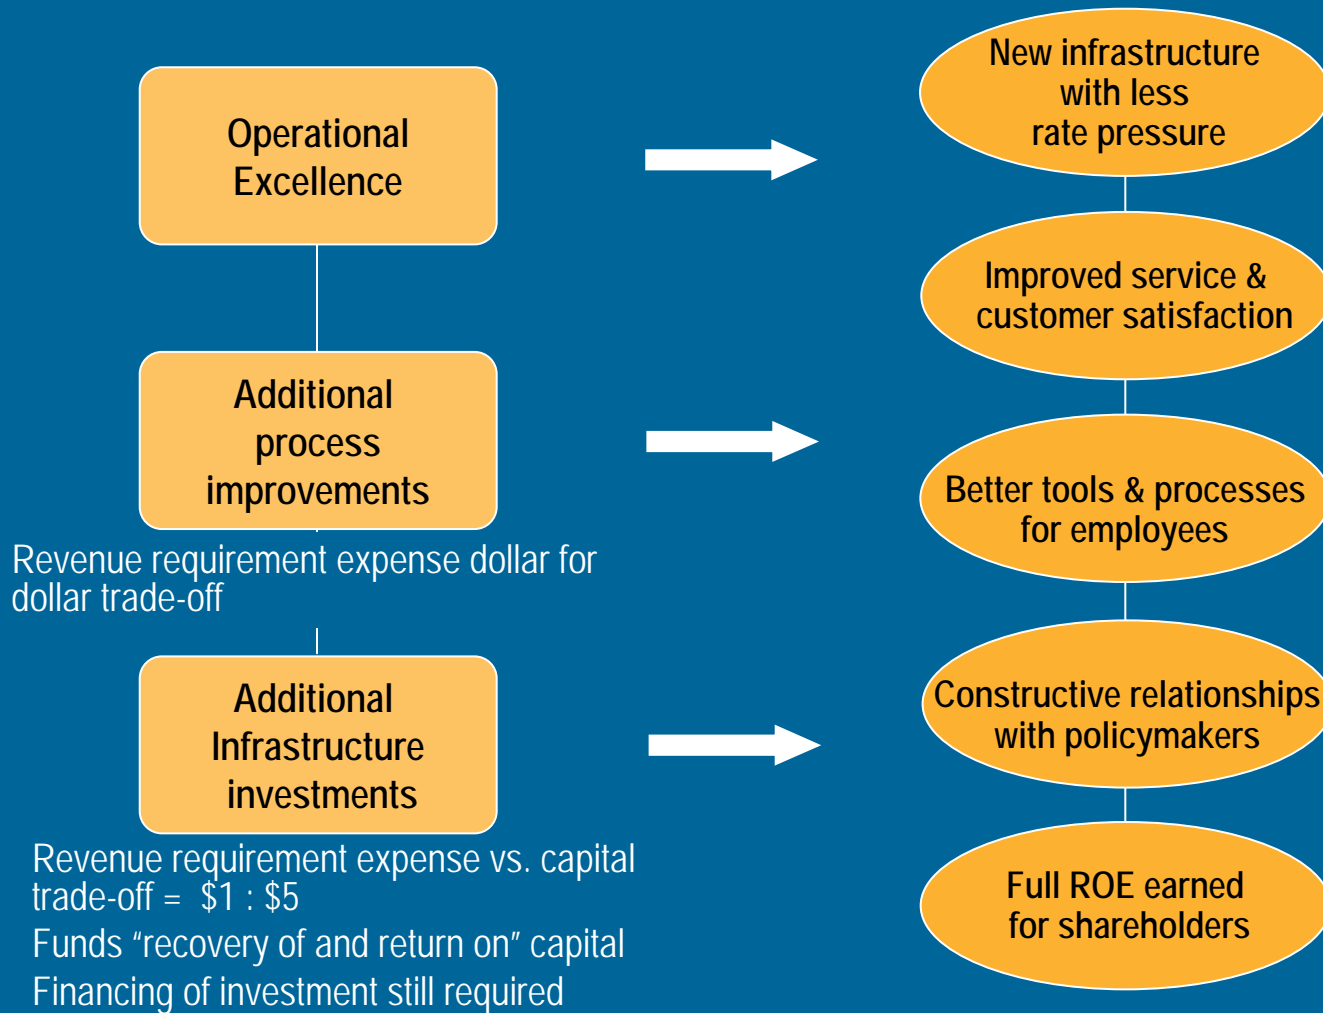 Operational
Excellence
Additional
process
improvements
Revenue requirement expense dollar for
dollar trade-off
Additional
Infrastructure
investments
Revenue requirement expense vs. capital
trade-off = $1 : $5
Funds “recovery of and return on” capital
Financing of investment still required
New infrastructure
with less
rate pressure
Improved service &
customer satisfaction
Better tools & processes
for employees
Constructive relationships
with policymakers
Full ROE earned
for shareholders